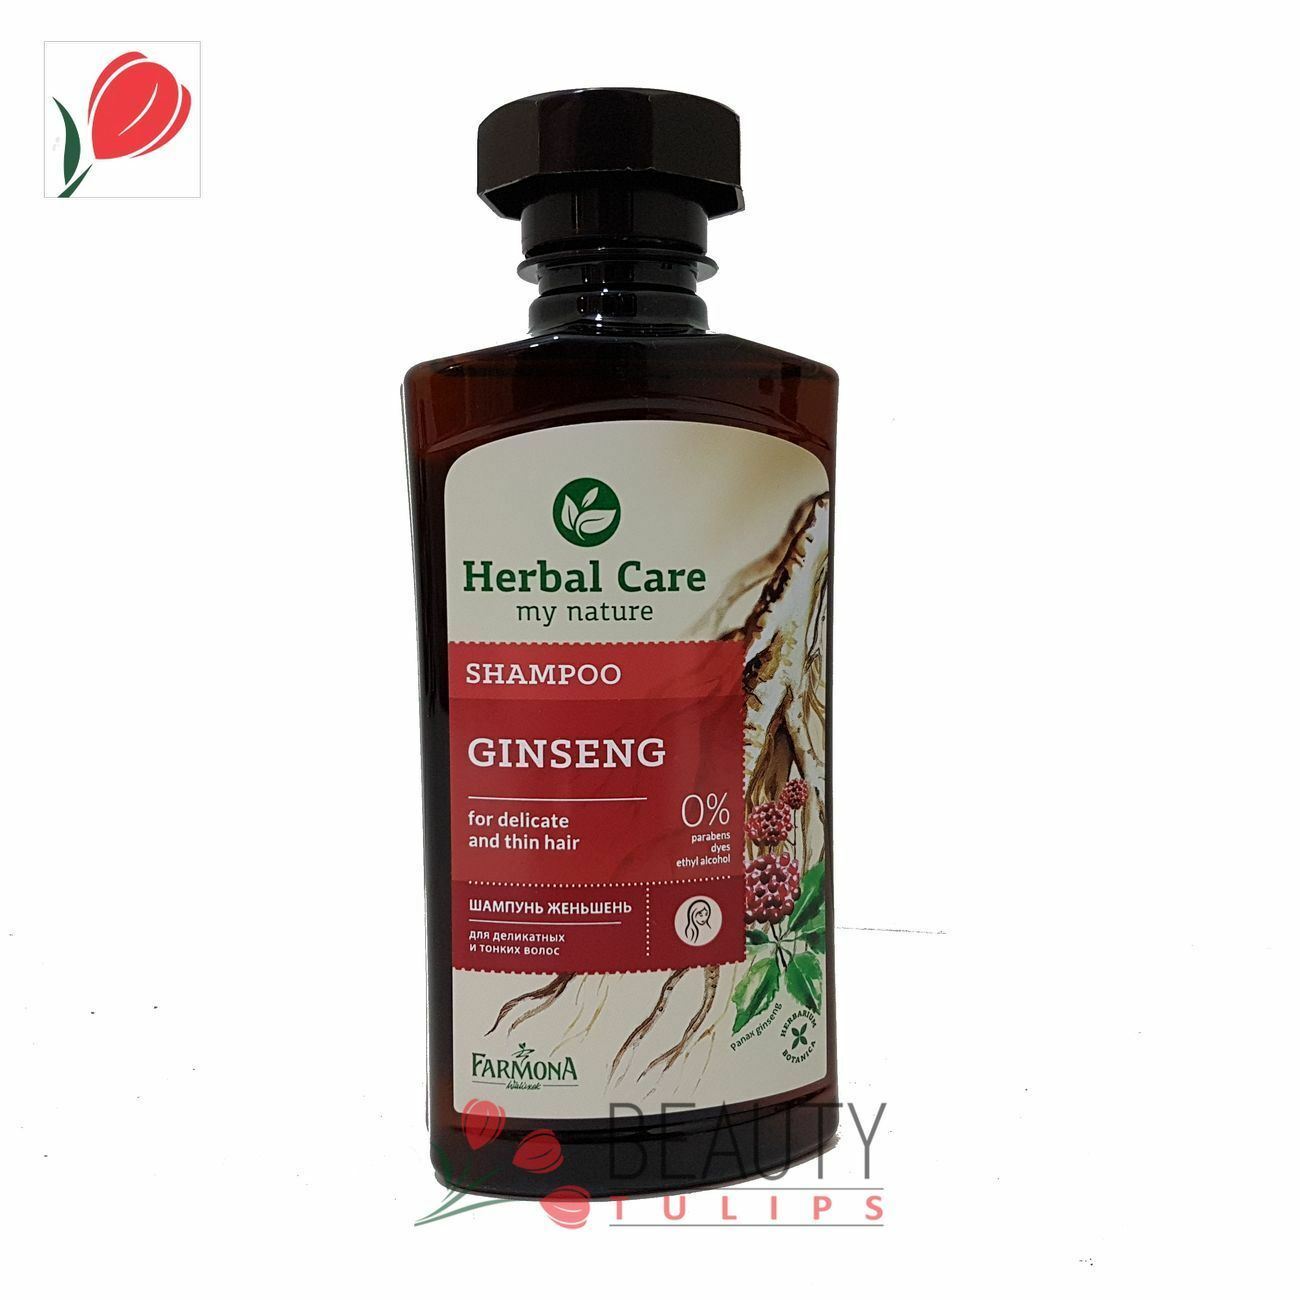 Herbal Care
my nature
SHAMPOO
GINSENG
for delicate
and thin hair
0%
parabens
dyes
ethyl alcohol
ШАМПУНЬ ЖЕНЬШЕНЬ
для деликатных
и тонких волос
Panax ginseng
HERBARIUM
BOTANICA
FARMONA
BEAUTY
TULIPS